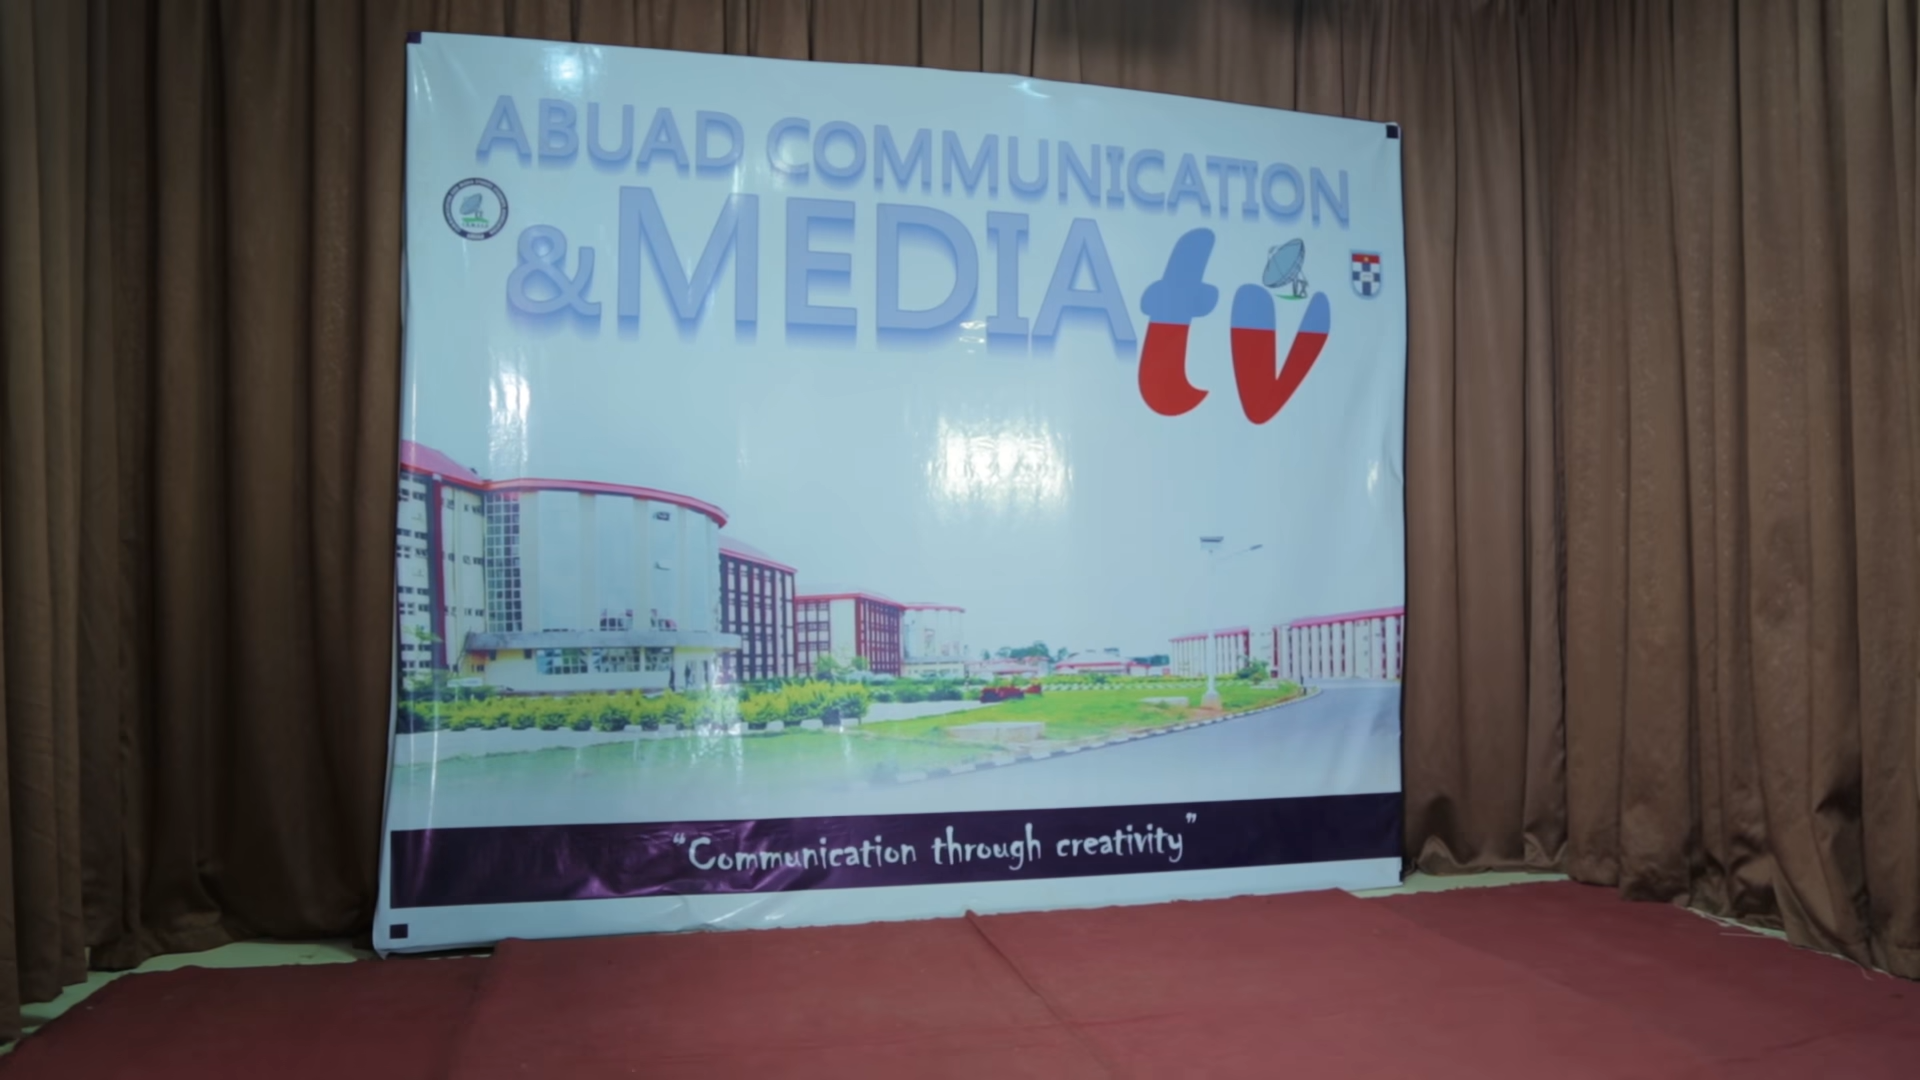 ABUAD COMMUNICATION
&MEDIA tv
“Communication through creativity”